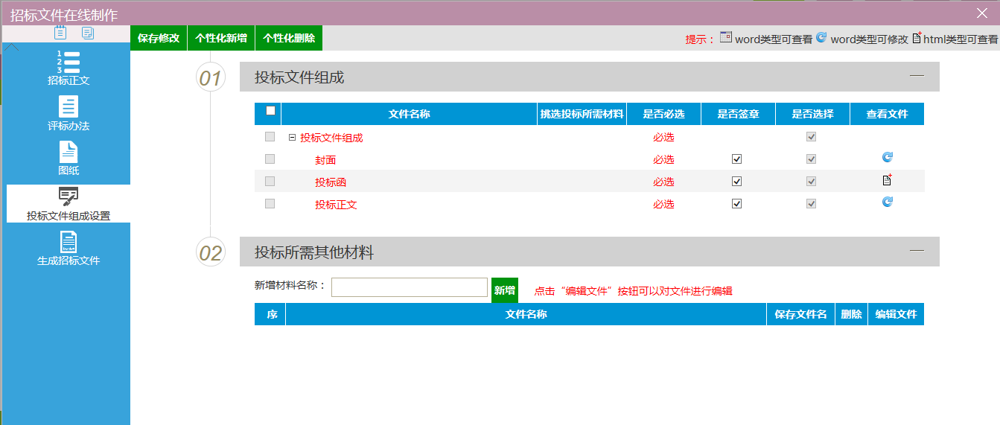 招标文件在线制作
保存修改 个性化新增 个性化删除 提示： word类型可查看 word类型可修改 html类型可查看
1 2 3
招标正文
评标办法
图纸
投标文件组成设置
生成招标文件
01 投标文件组成
文件名称 挑选投标所需材料 是否必选 是否签章 是否选择 查看文件
投标文件组成 必选
封面 必选
投标函 必选
投标正文 必选
02 投标所需其他材料
新增材料名称： 新增 点击“编辑文件”按钮可以对文件进行编辑
序 文件名称 保存文件名 删除 编辑文件